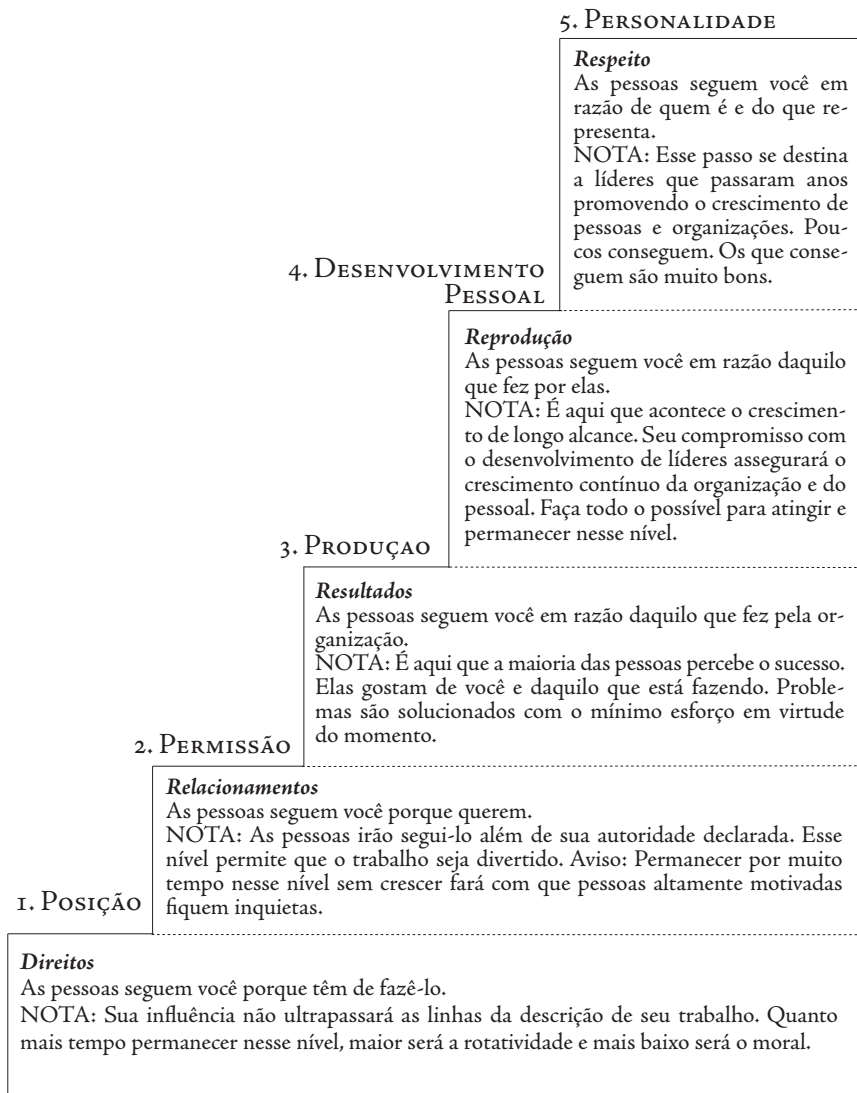 5. Personalidade
Respeito
As pessoas seguem você em
razão de quem é e do que re-
presenta.
NOTA: Esse passo se destina
a líderes que passaram anos
promovendo o crescimento de
pessoas e organizações. Pou-
cos conseguem. Os que conse-
guem são muito bons.
4. Desenvolvimento
Pessoal
Reprodução
As pessoas seguem você em razão daquilo
que fez por elas.
NOTA: É aqui que acontece o crescimen-
to de longo alcance. Seu compromisso com
o desenvolvimento de líderes assegurará o
crescimento contínuo da organização e do
pessoal. Faça todo o possível para atingir e
permanecer nesse nível.
3. Produçao
Resultados
As pessoas seguem você em razão daquilo que fez pela or-
ganização.
NOTA: É aqui que a maioria das pessoas percebe o sucesso.
Elas gostam de você e daquilo que está fazendo. Proble-
mas são solucionados com o mínimo esforço em virtude
do momento.
2. Permissão
Relacionamentos
As pessoas seguem você porque querem.
NOTA: As pessoas irão segui-lo além de sua autoridade declarada. Esse
nível permite que o trabalho seja divertido. Aviso: Permanecer por muito
tempo nesse nível sem crescer fará com que pessoas altamente motivadas
fiquem inquietas.
1. Posição
Direitos
As pessoas seguem você porque têm de fazê-lo.
NOTA: Sua influência não ultrapassará as linhas da descrição de seu trabalho. Quanto
mais tempo permanecer nesse nível, maior será a rotatividade e mais baixo será o moral.